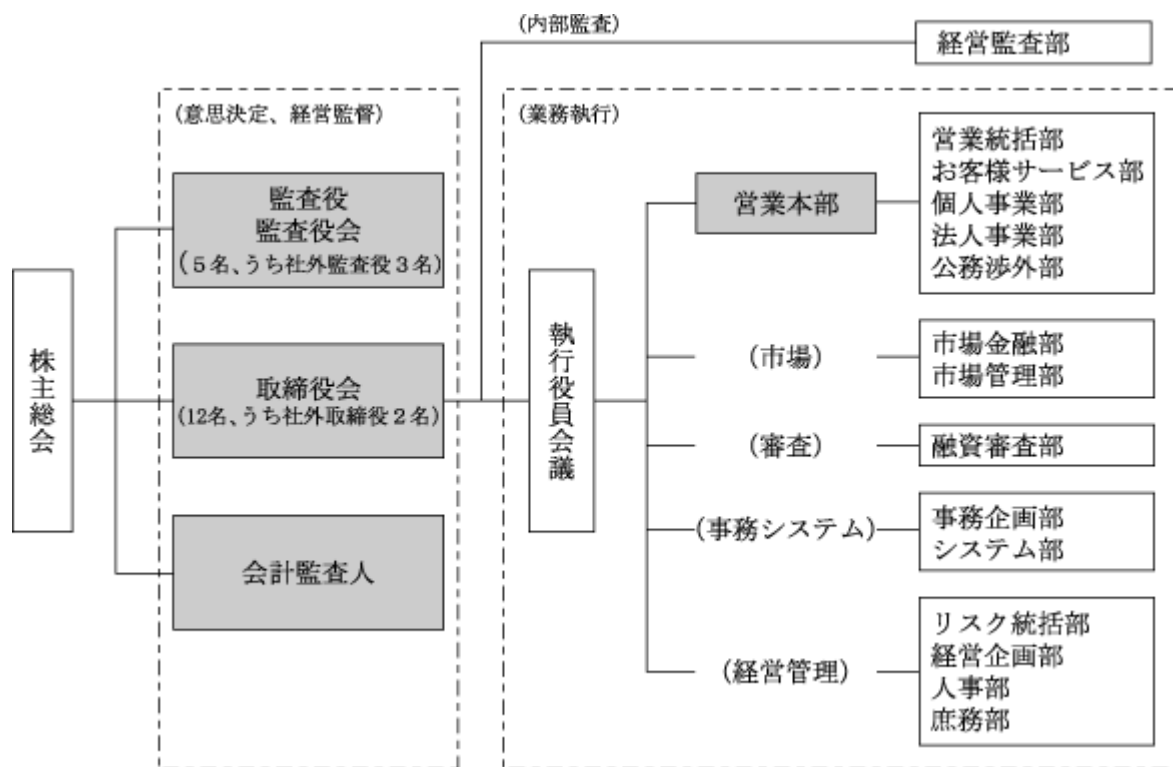 (内部監査)
経営監査部
(意思決定、経営監督)
(業務執行)
株主総会
監査役
監査役会
(5名、うち社外監査役3名)
取締役会
(12名、うち社外取締役2名)
会計監査人
執行役員会議
営業本部
営業統括部
お客様サービス部
個人事業部
法人事業部
公務渉外部
(市場)
市場金融部
市場管理部
(審査)
融資審査部
(事務システム)
事務企画部
システム部
(経営管理)
リスク統括部
経営企画部
人事部
庶務部